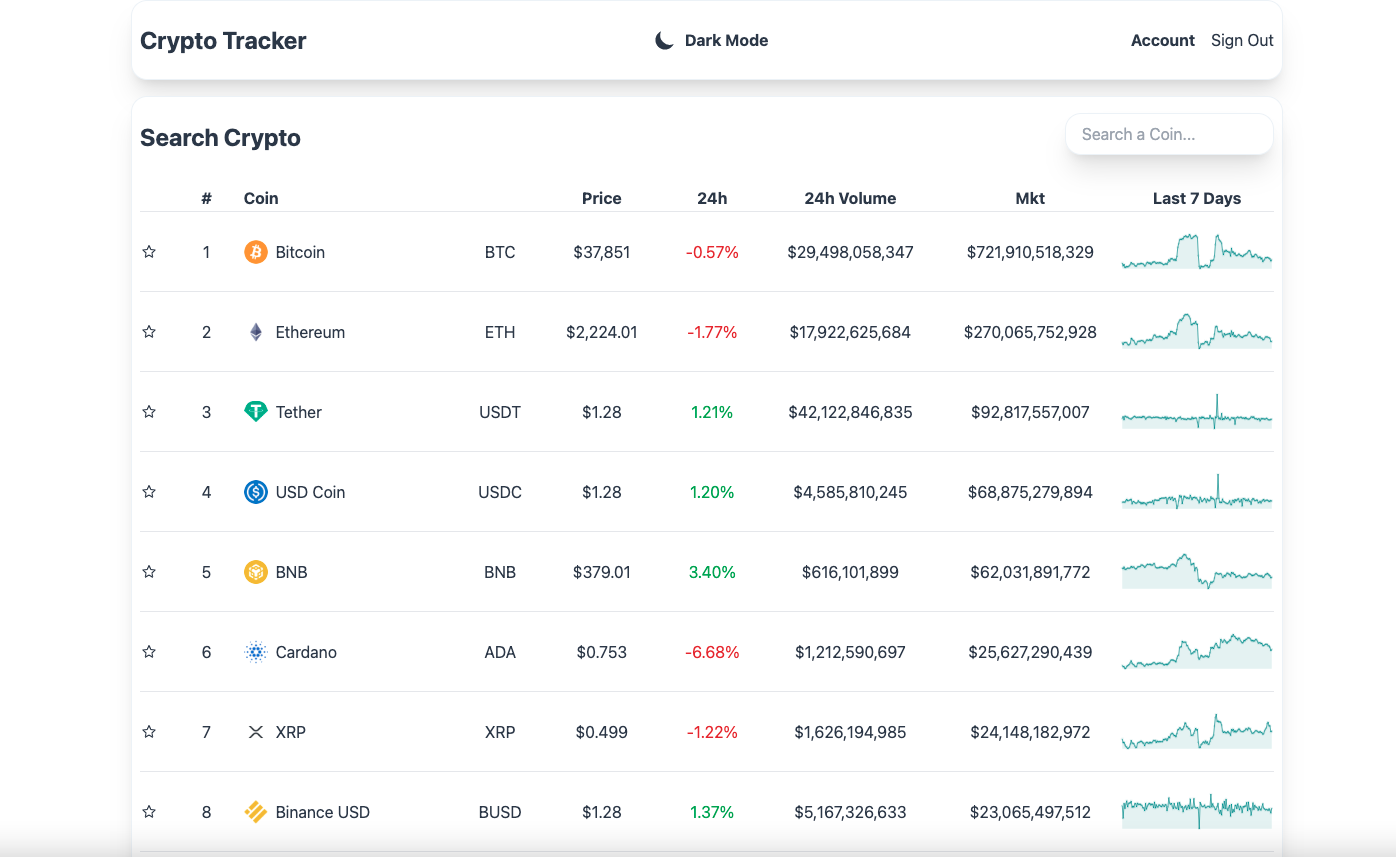 Crypto Tracker Dark Mode Account Sign Out
Search Crypto Search a Coin...
# Coin Price 24h 24h Volume Mkt Last 7 Days
1 Bitcoin BTC $37,851 -0.57% $29,498,058,347 $721,910,518,329
2 Ethereum ETH $2,224.01 -1.77% $17,922,625,684 $270,065,752,928
3 Tether USDT $1.28 1.21% $42,122,846,835 $92,817,557,007
4 USD Coin USDC $1.28 1.20% $4,585,810,245 $68,875,279,894
5 BNB BNB $379.01 3.40% $616,101,899 $62,031,891,772
6 Cardano ADA $0.753 -6.68% $1,212,590,697 $25,627,290,439
7 XRP XRP $0.499 -1.22% $1,626,194,985 $24,148,182,972
8 Binance USD BUSD $1.28 1.37% $5,167,326,633 $23,065,497,512